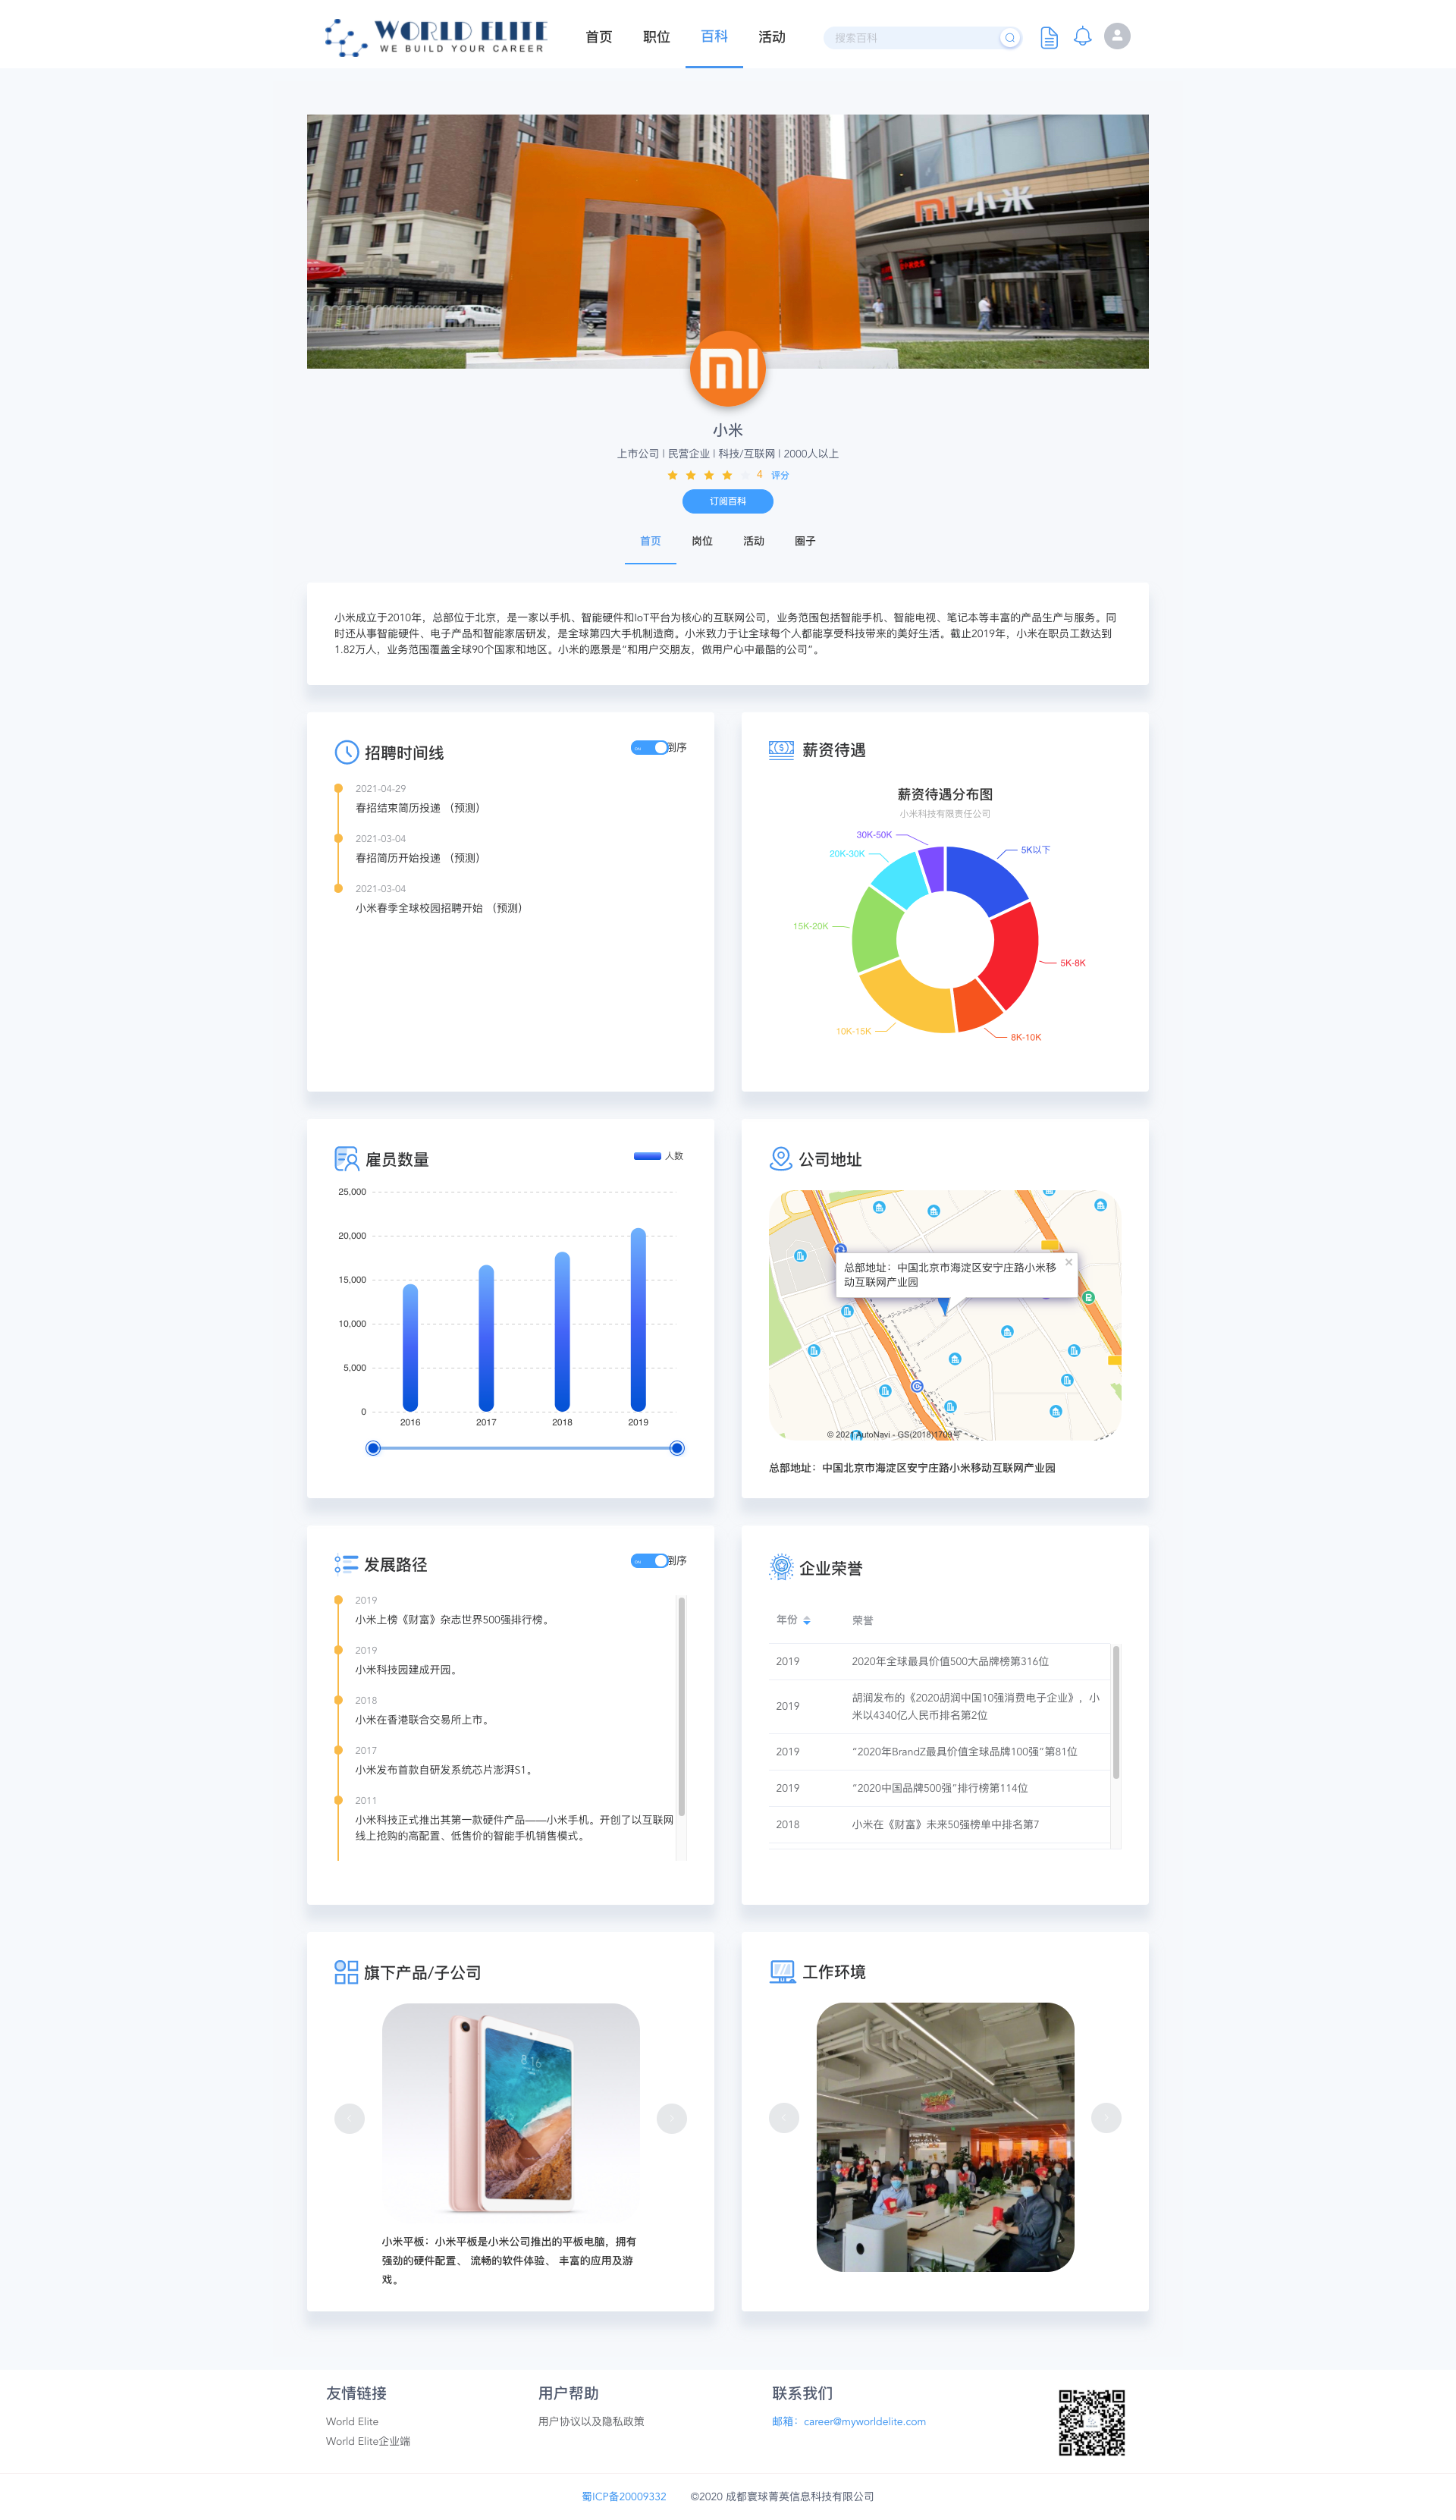 WORLD ELITE
WE BUILD YOUR CAREER
首页 职位 百科 活动
搜索百科
小米
小米
上市公司 | 民营企业 | 科技/互联网 | 2000人以上
4 评分
订阅百科
首页 岗位 活动 圈子
小米成立于2010年，总部位于北京，是一家以手机、智能硬件和IoT平台为核心的互联网公司，业务范围包括智能手机、智能电视、笔记本等丰富的产品生产与服务。同
时还从事智能硬件、电子产品和智能家居研发，是全球第四大手机制造商。小米致力于让全球每个人都能享受科技带来的美好生活。截止2019年，小米在职员工数达到
1.82万人，业务范围覆盖全球90个国家和地区。小米的愿景是“和用户交朋友，做用户心中最酷的公司”。
招聘时间线
到序
2021-04-29
春招结束简历投递 （预测）
2021-03-04
春招简历开始投递 （预测）
2021-03-04
小米春季全球校园招聘开始 （预测）
薪资待遇
薪资待遇分布图
小米科技有限责任公司
30K-50K
5K以下
20K-30K
15K-20K
5K-8K
10K-15K
8K-10K
雇员数量
人数
25,000
20,000
15,000
10,000
5,000
0
2016 2017 2018 2019
公司地址
总部地址：中国北京市海淀区安宁庄路小米移
动互联网产业园
© 2021 AutoNavi - GS(2018)1709号
总部地址：中国北京市海淀区安宁庄路小米移动互联网产业园
发展路径
到序
2019
小米上榜《财富》杂志世界500强排行榜。
2019
小米科技园建成开园。
2018
小米在香港联合交易所上市。
2017
小米发布首款自研发系统芯片澎湃S1。
2011
小米科技正式推出其第一款硬件产品——小米手机。开创了以互联网
线上抢购的高配置、低售价的智能手机销售模式。
企业荣誉
年份 荣誉
2019 2020年全球最具价值500大品牌榜第316位
2019 胡润发布的《2020胡润中国10强消费电子企业》，小
米以4340亿人民币排名第2位
2019 “2020年BrandZ最具价值全球品牌100强”第81位
2019 “2020中国品牌500强”排行榜第114位
2018 小米在《财富》未来50强榜单中排名第7
旗下产品/子公司
8:16
小米平板：小米平板是小米公司推出的平板电脑，拥有
强劲的硬件配置、 流畅的软件体验、 丰富的应用及游
戏。
工作环境
友情链接
World Elite
World Elite企业端
用户帮助
用户协议以及隐私政策
联系我们
邮箱：career@myworldelite.com
蜀ICP备20009332 ©2020 成都寰球菁英信息科技有限公司